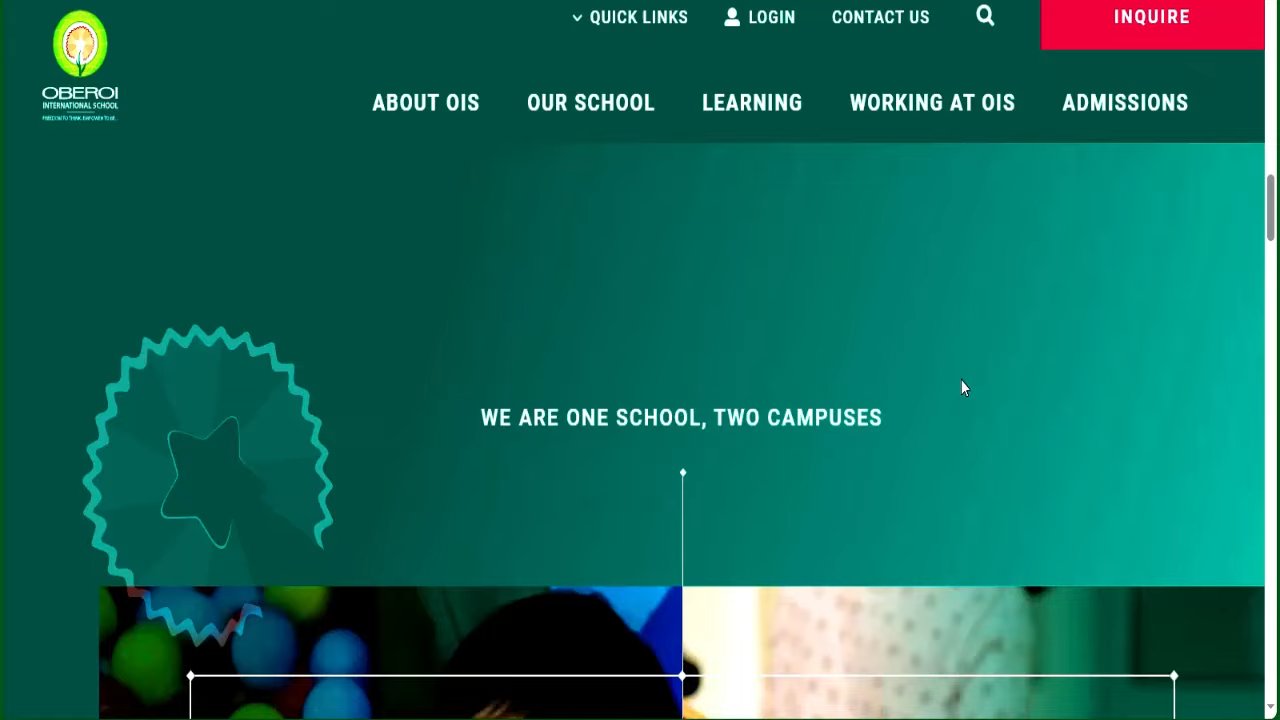 QUICK LINKS
LOGIN
CONTACT US
INQUIRE
OBEROI
INTERNATIONAL SCHOOL
ABOUT OIS
OUR SCHOOL
LEARNING
WORKING AT OIS
ADMISSIONS
WE ARE ONE SCHOOL, TWO CAMPUSES